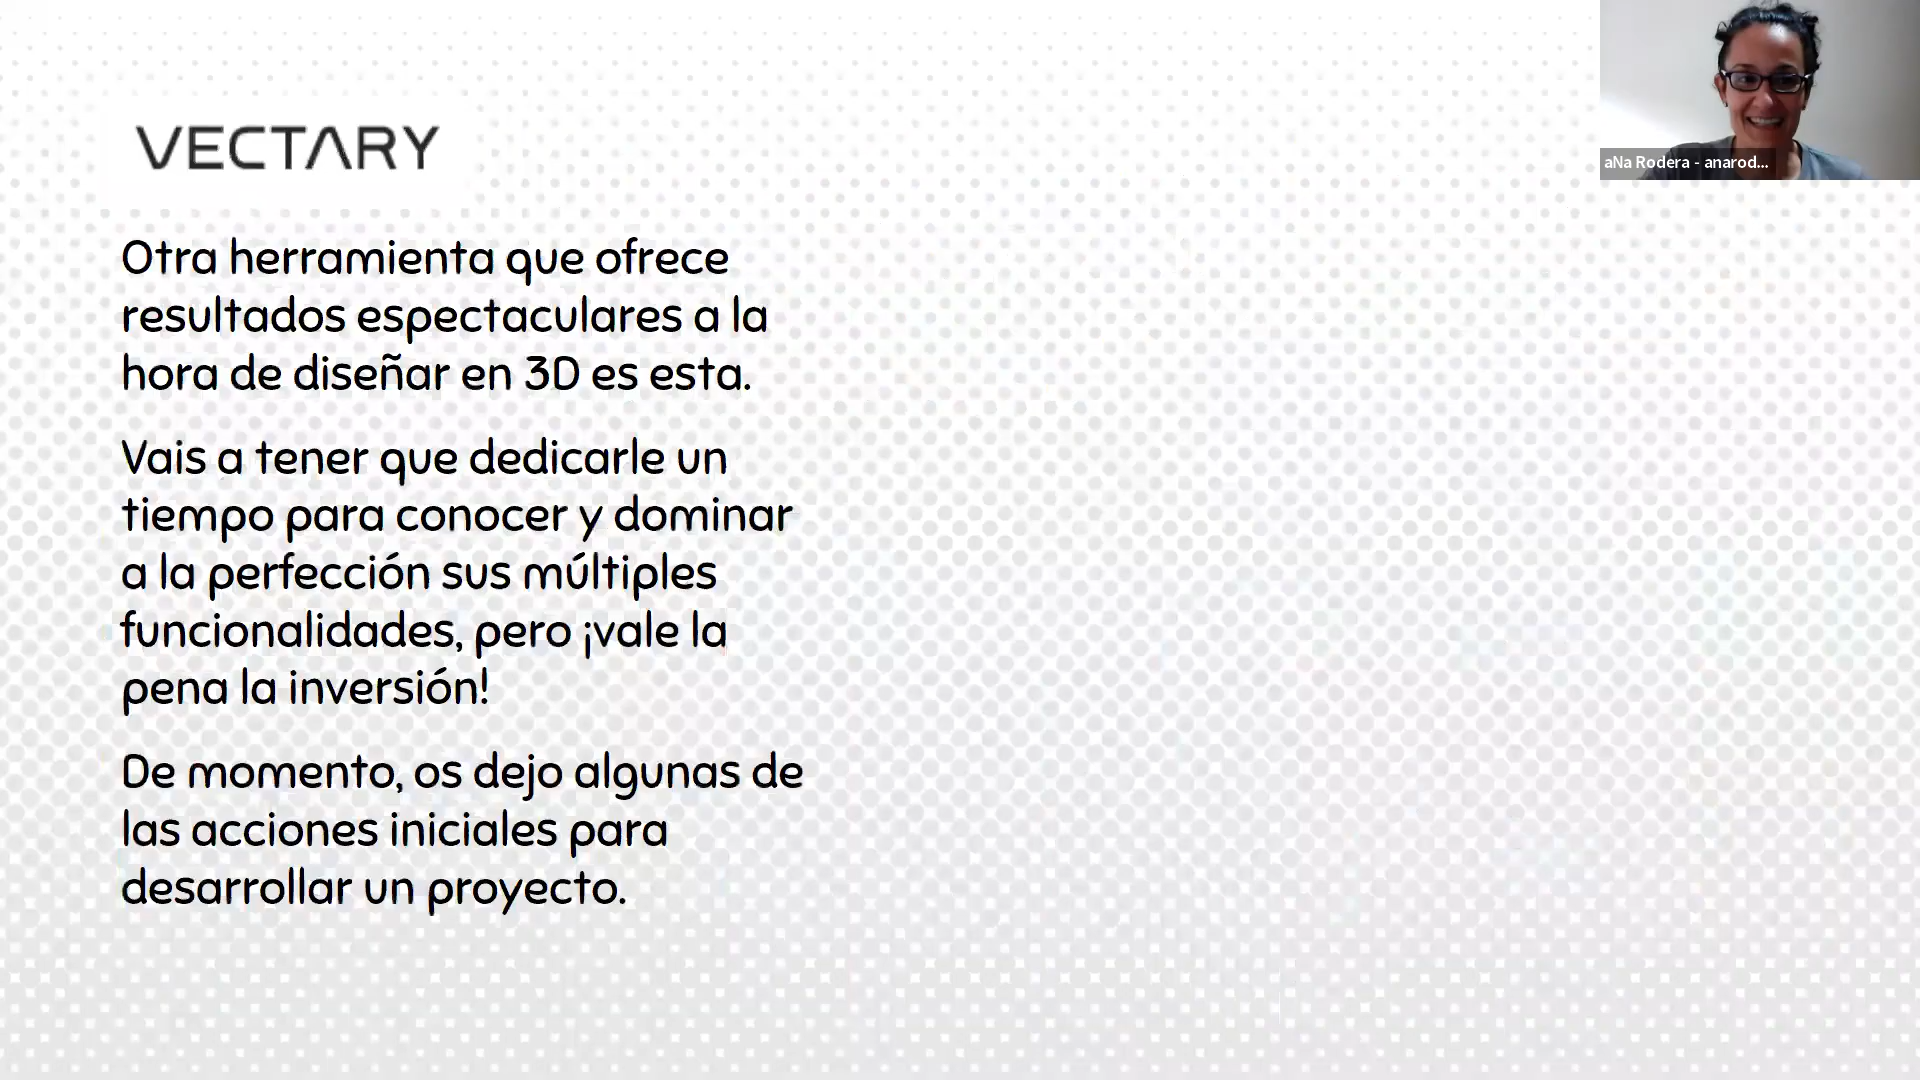 VECTARY
aNa Rodera - anarod...
Otra herramienta que ofrece
resultados espectaculares a la
hora de diseñar en 3D es esta.
Vais a tener que dedicarle un
tiempo para conocer y dominar
a la perfección sus múltiples
funcionalidades, pero ¡vale la
pena la inversión!
De momento, os dejo algunas de
las acciones iniciales para
desarrollar un proyecto.